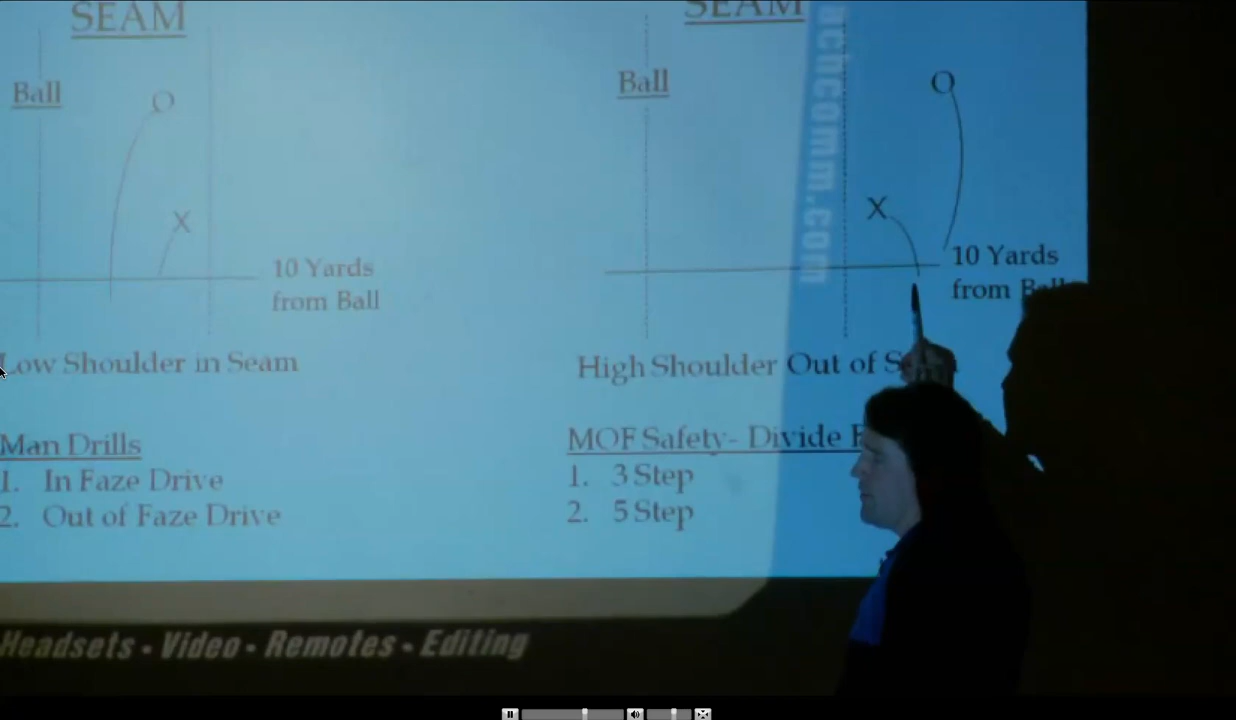 SEAM
Ball
O
X
10 Yards
from Ball
Low Shoulder in Seam
Man Drills
1. In Faze Drive
2. Out of Faze Drive
SEAM
Ball
O
X
10 Yards
from Ball
High Shoulder Out of
MOF Safety- Divide
1. 3 Step
2. 5 Step
achcomm.com
Headsets • Video • Remotes • Editing